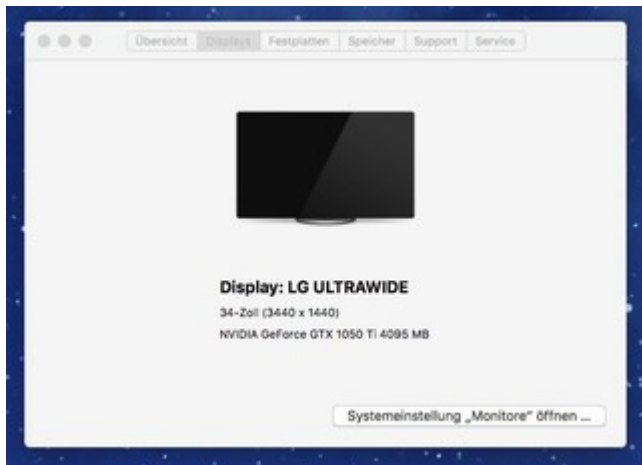 Übersicht Displays Festplatten Speicher Support Service
Display: LG ULTRAWIDE
34-Zoll (3440 x 1440)
NVIDIA GeForce GTX 1050 Ti 4095 MB
Systemeinstellung „Monitore“ öffnen ...